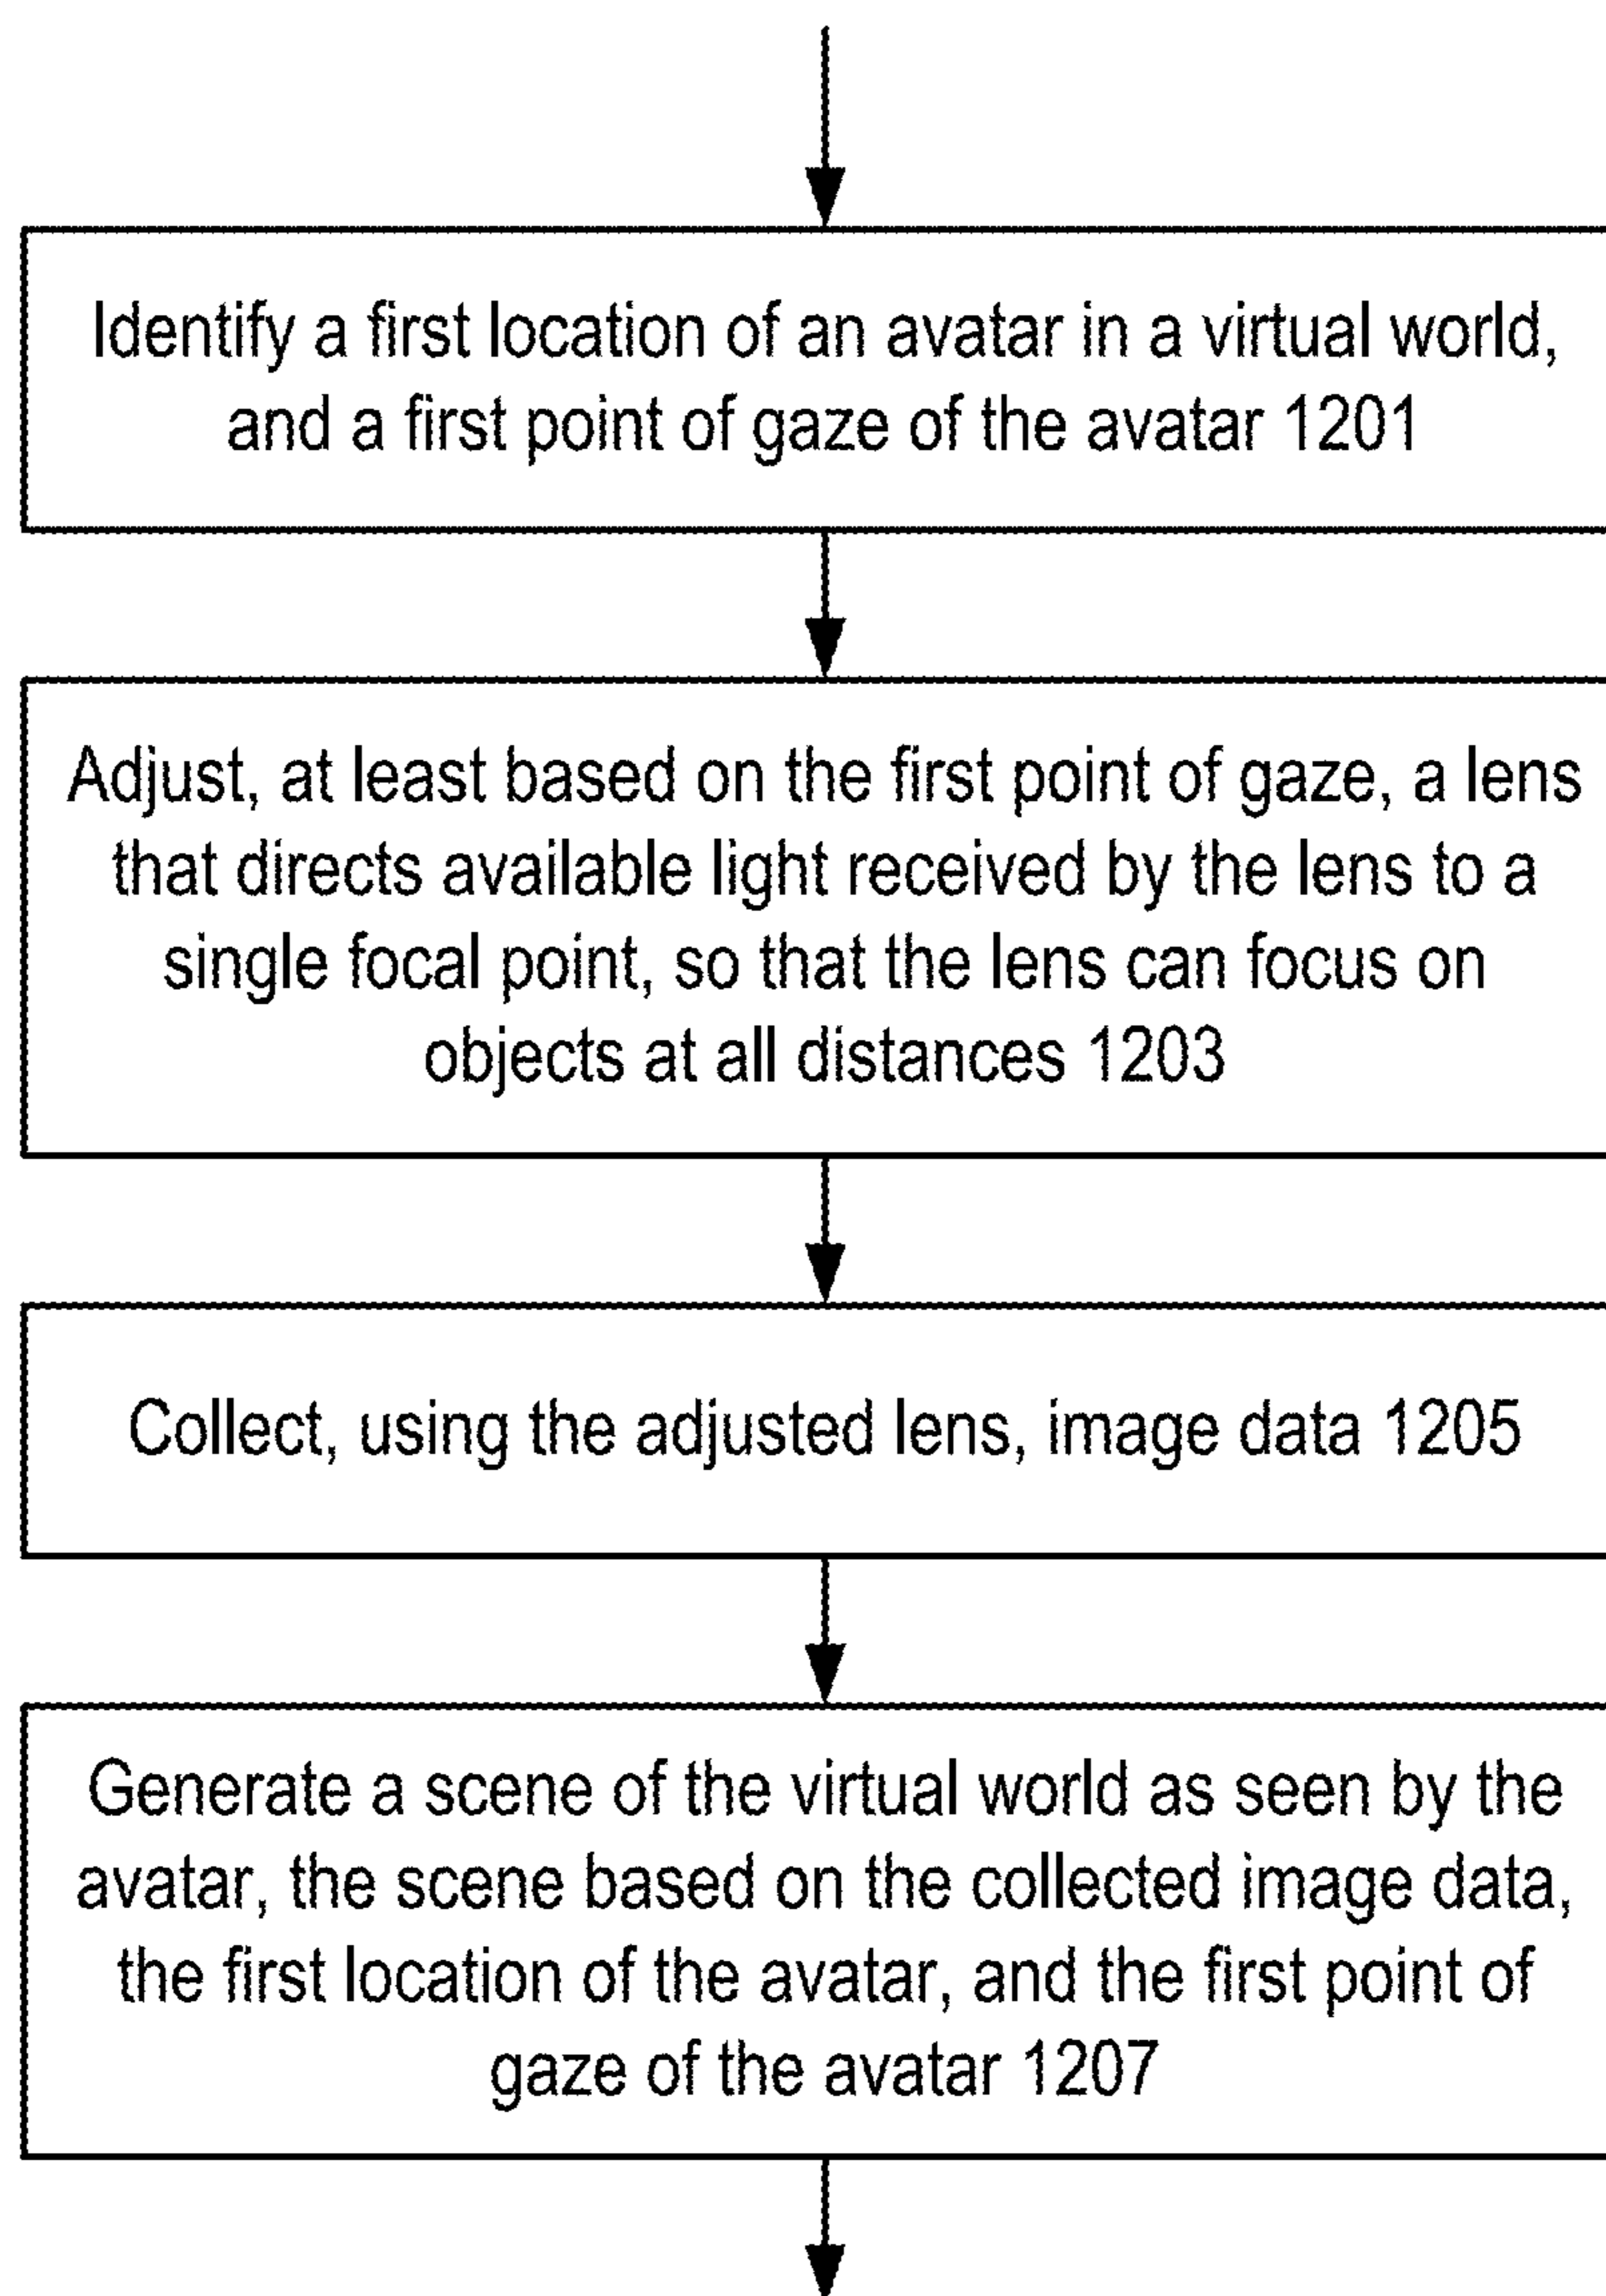 Identify a first location of an avatar in a virtual world,
and a first point of gaze of the avatar 1201
Adjust, at least based on the first point of gaze, a lens
that directs available light received by the lens to a
single focal point, so that the lens can focus on
objects at all distances 1203
Collect, using the adjusted lens, image data 1205
Generate a scene of the virtual world as seen by the
avatar, the scene based on the collected image data,
the first location of the avatar, and the first point of
gaze of the avatar 1207